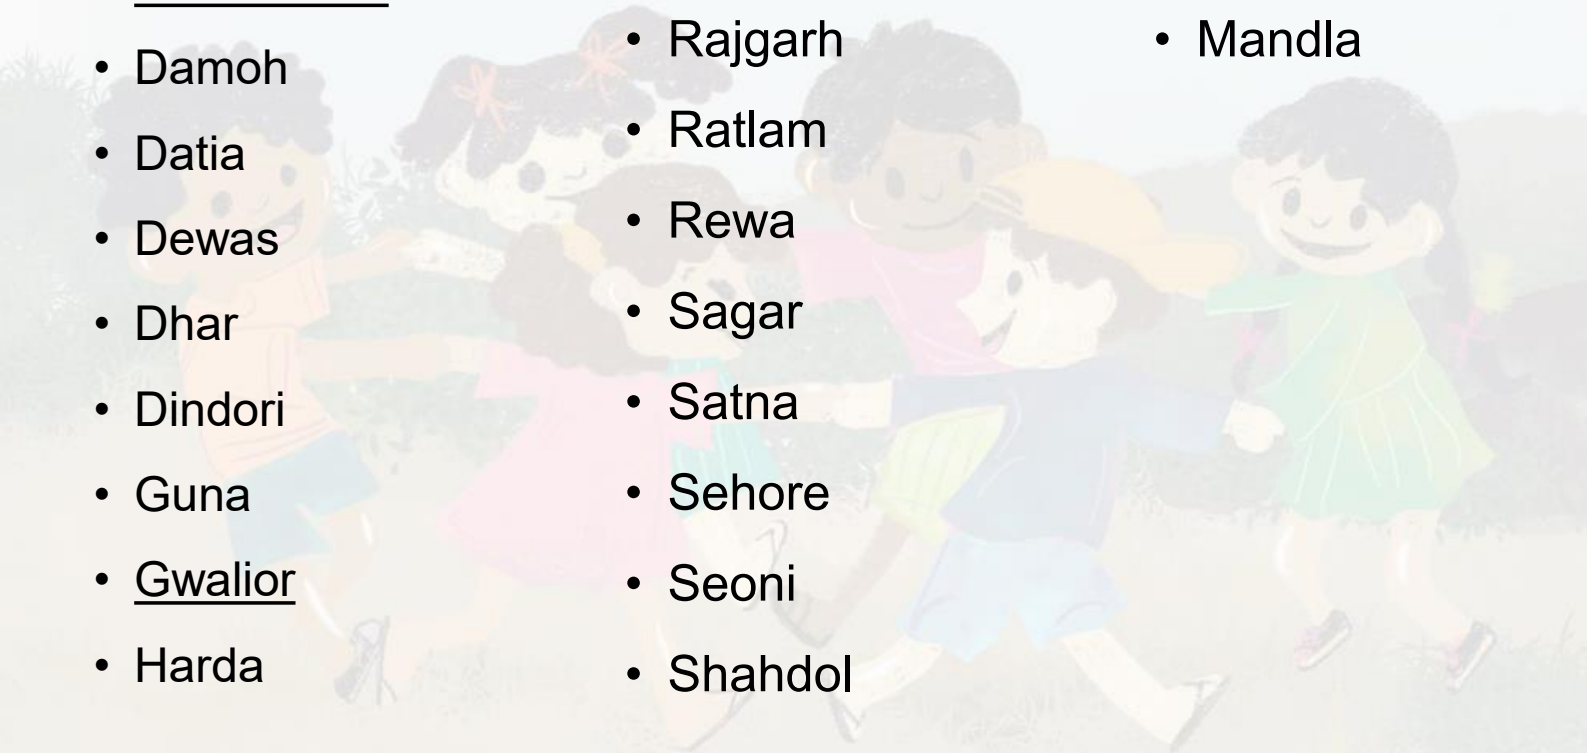 • Damoh
• Datia
• Dewas
• Dhar
• Dindori
• Guna
• Gwalior
• Harda
• Rajgarh
• Ratlam
• Rewa
• Sagar
• Satna
• Sehore
• Seoni
• Shahdol
• Mandla